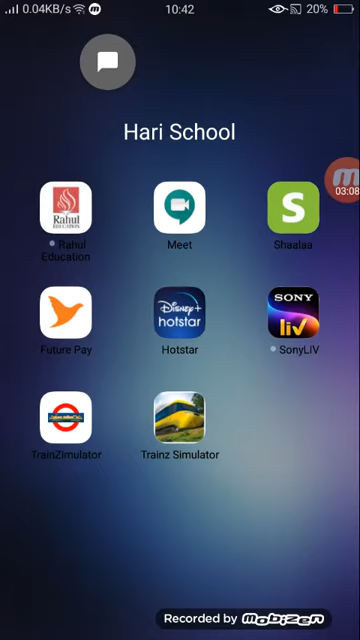 0.04KB/s
10:42
20%
Hari School
03:08
Rahul
EDUCATION
Rahul
Education
Meet
S
Shaalaa
Future Pay
Disney+
hotstar
Hotstar
SONY
liv
SonyLIV
TrainZimulator
Trainz Simulator
Recorded by mobizen